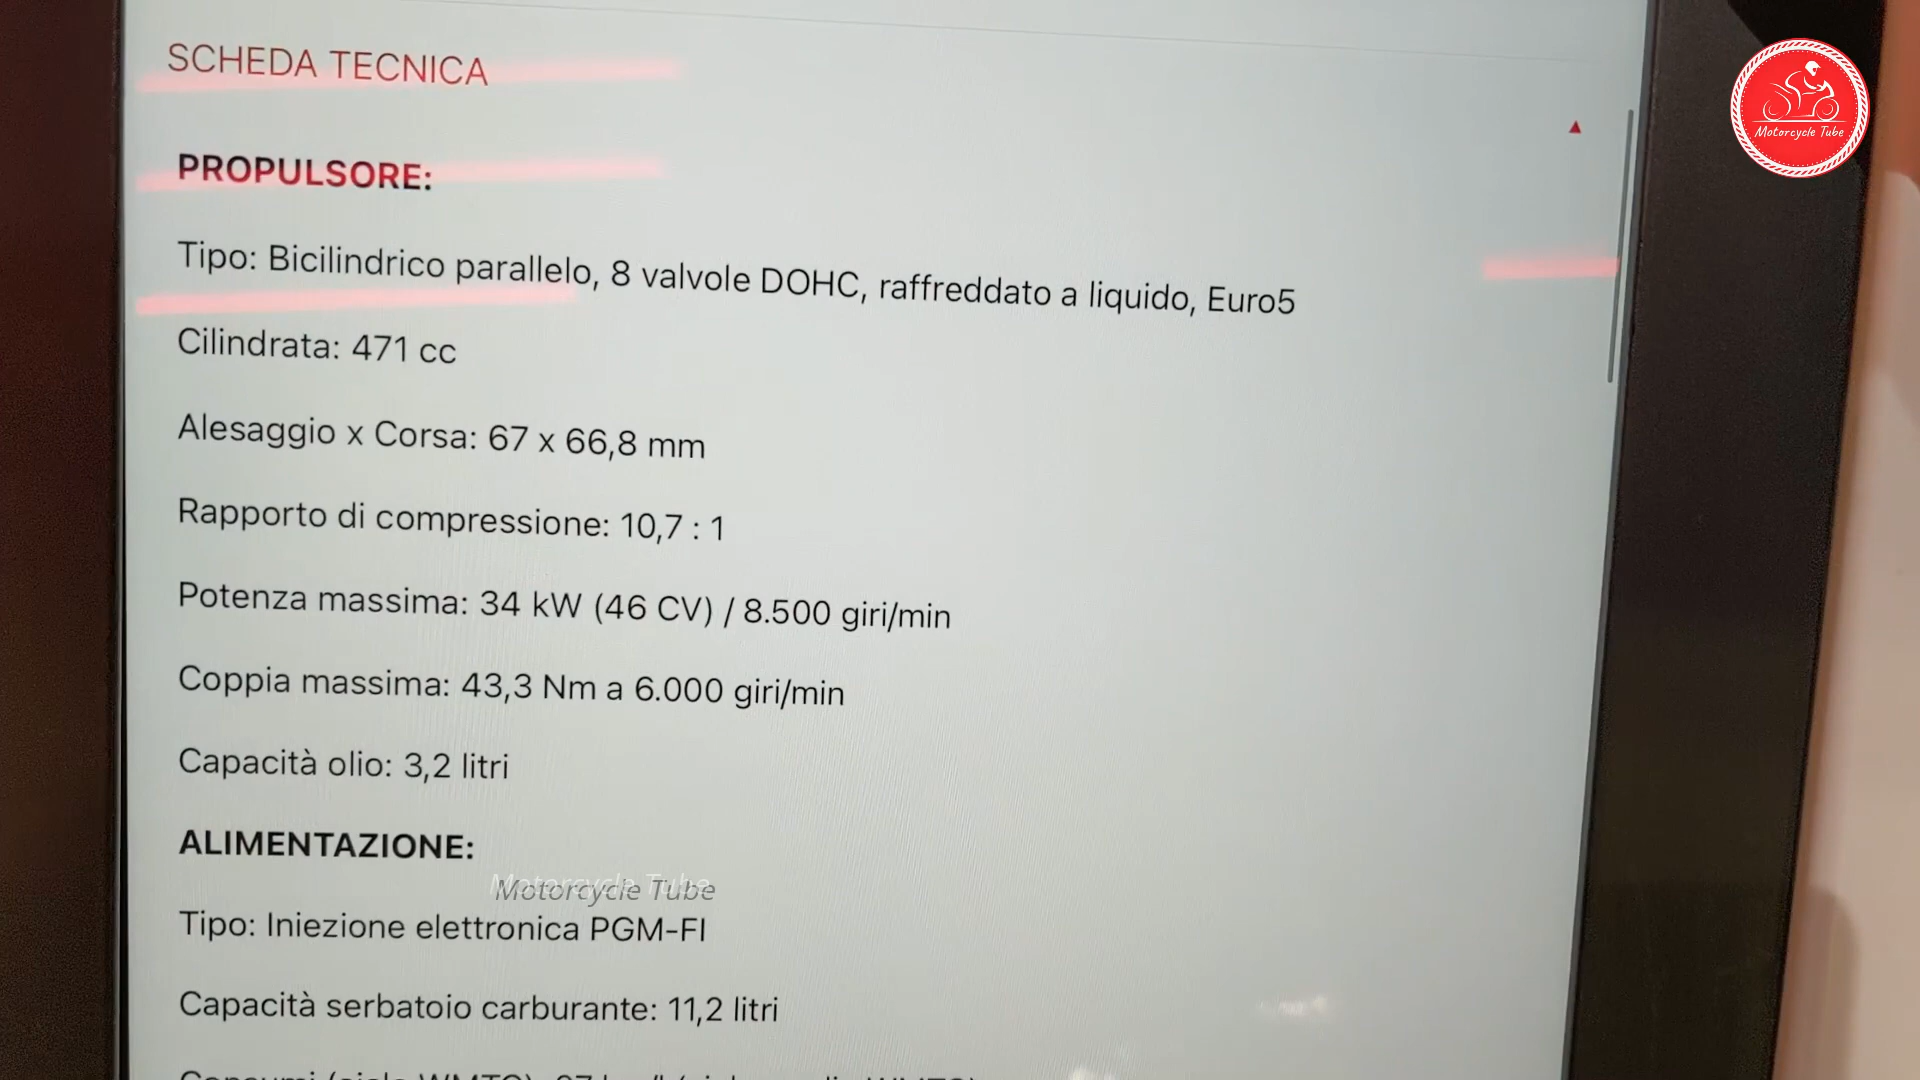 SCHEDA TECNICA
Motorcycle Tube
PROPULSORE:
Tipo: Bicilindrico parallelo, 8 valvole DOHC, raffreddato a liquido, Euro5
Cilindrata: 471 cc
Alesaggio x Corsa: 67 x 66,8 mm
Rapporto di compressione: 10,7 : 1
Potenza massima: 34 kW (46 CV) / 8.500 giri/min
Coppia massima: 43,3 Nm a 6.000 giri/min
Capacità olio: 3,2 litri
ALIMENTAZIONE:
Motorcycle Tube
Tipo: Iniezione elettronica PGM-FI
Capacità serbatoio carburante: 11,2 litri